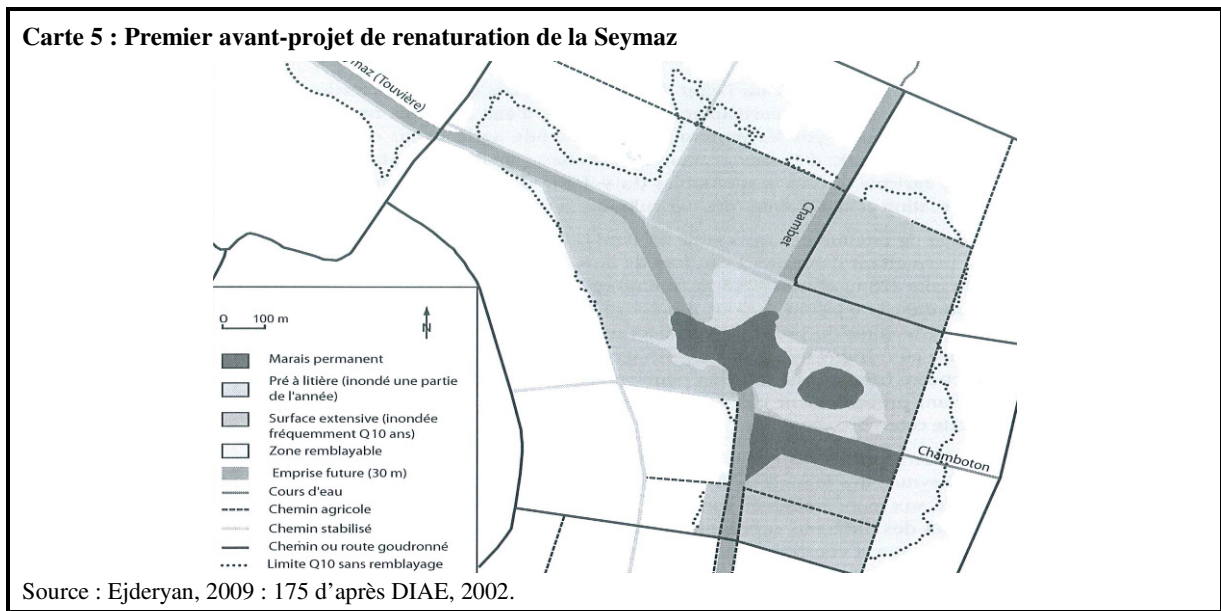 Carte 5 : Premier avant-projet de renaturation de la Seymaz
(Touvière)
Chambet
0 100 m
N
Marais permanent
Pré à litière (inondé une partie
de l'année)
Surface extensive (inondée
fréquemment Q10 ans)
Zone remblayable
Emprise future (30 m)
Cours d'eau
Chemin agricole
Chemin stabilisé
Chemin ou route goudronné
Limite Q10 sans remblayage
Chamboton
Source : Ejderyan, 2009 : 175 d’après DIAE, 2002.